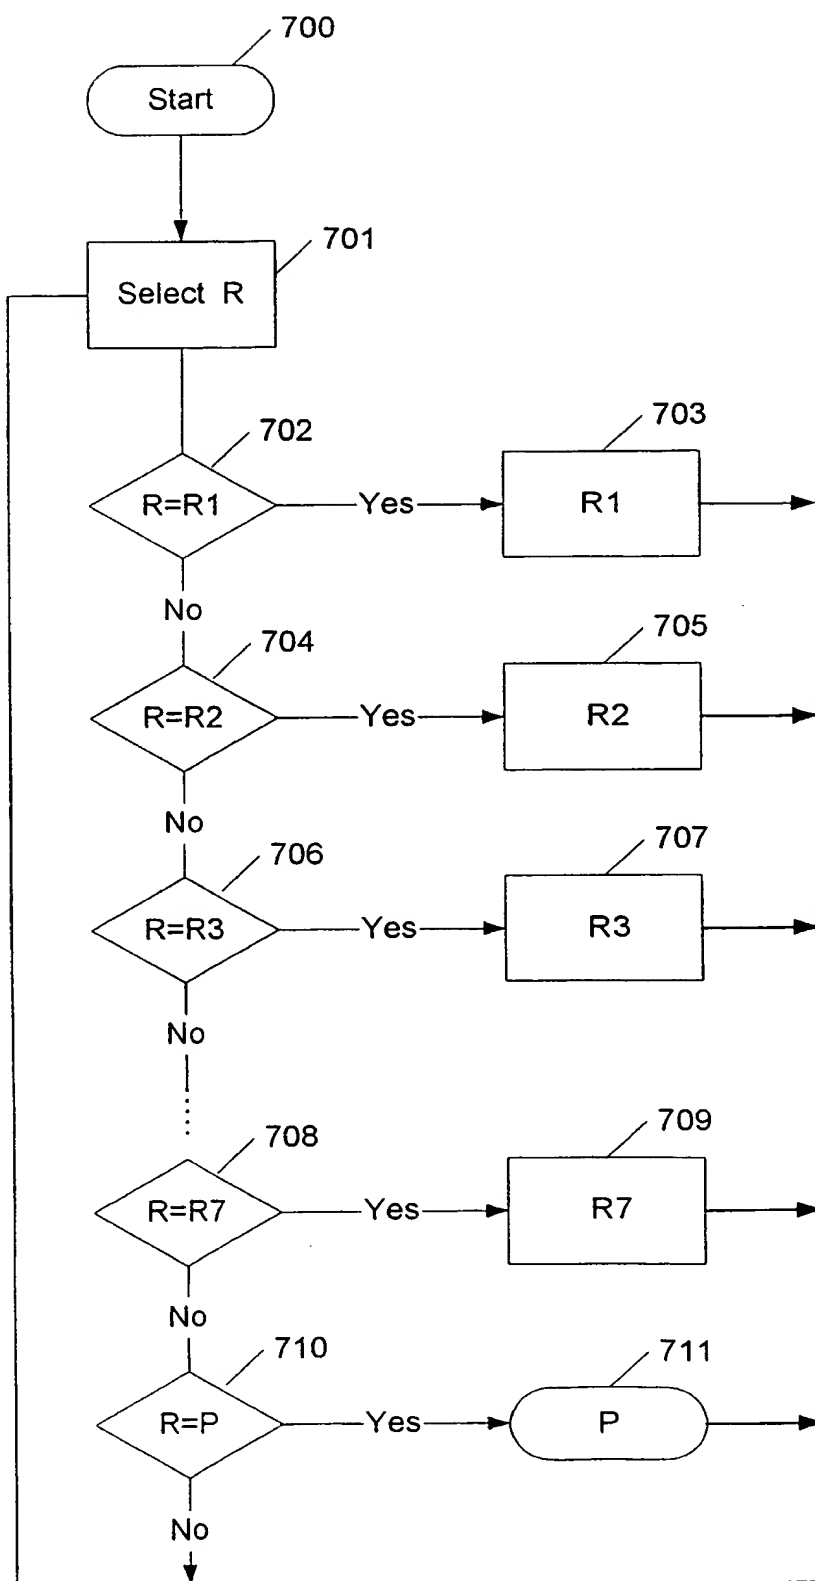 700
Start
701
Select R
702
703
R=R1
Yes
R1
No
704
705
R=R2
Yes
R2
No
706
707
R=R3
Yes
R3
No
708
709
R=R7
Yes
R7
No
710
711
R=P
Yes
P
No